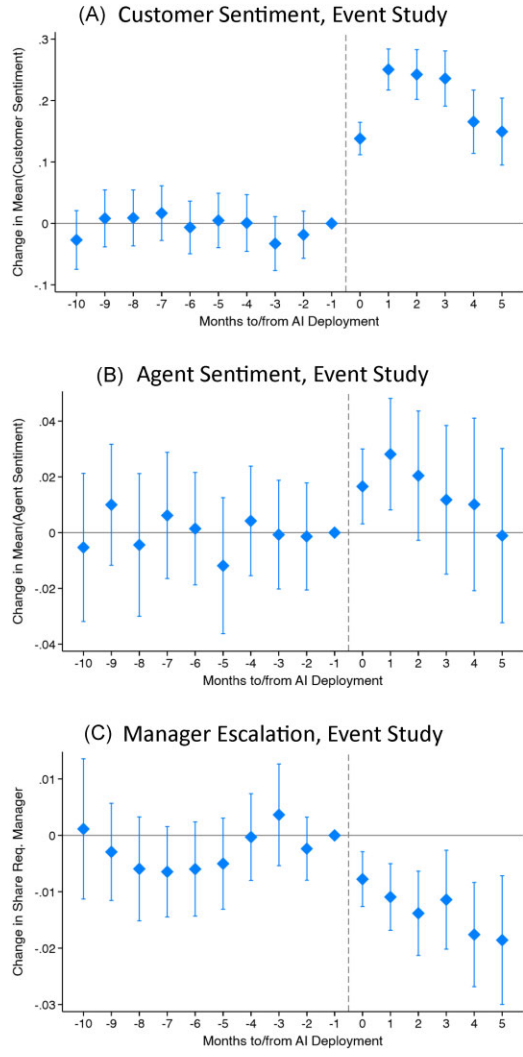 (A) Customer Sentiment, Event Study
Change in Mean(Customer Sentiment)
.3
.2
.1
0
-.1
-10 -9 -8 -7 -6 -5 -4 -3 -2 -1 0 1 2 3 4 5
Months to/from AI Deployment
(B) Agent Sentiment, Event Study
Change in Mean(Agent Sentiment)
.04
.02
0
-.02
-.04
-10 -9 -8 -7 -6 -5 -4 -3 -2 -1 0 1 2 3 4 5
Months to/from AI Deployment
(C) Manager Escalation, Event Study
Change in Share Req. Manager
.01
0
-.01
-.02
-.03
-10 -9 -8 -7 -6 -5 -4 -3 -2 -1 0 1 2 3 4 5
Months to/from AI Deployment